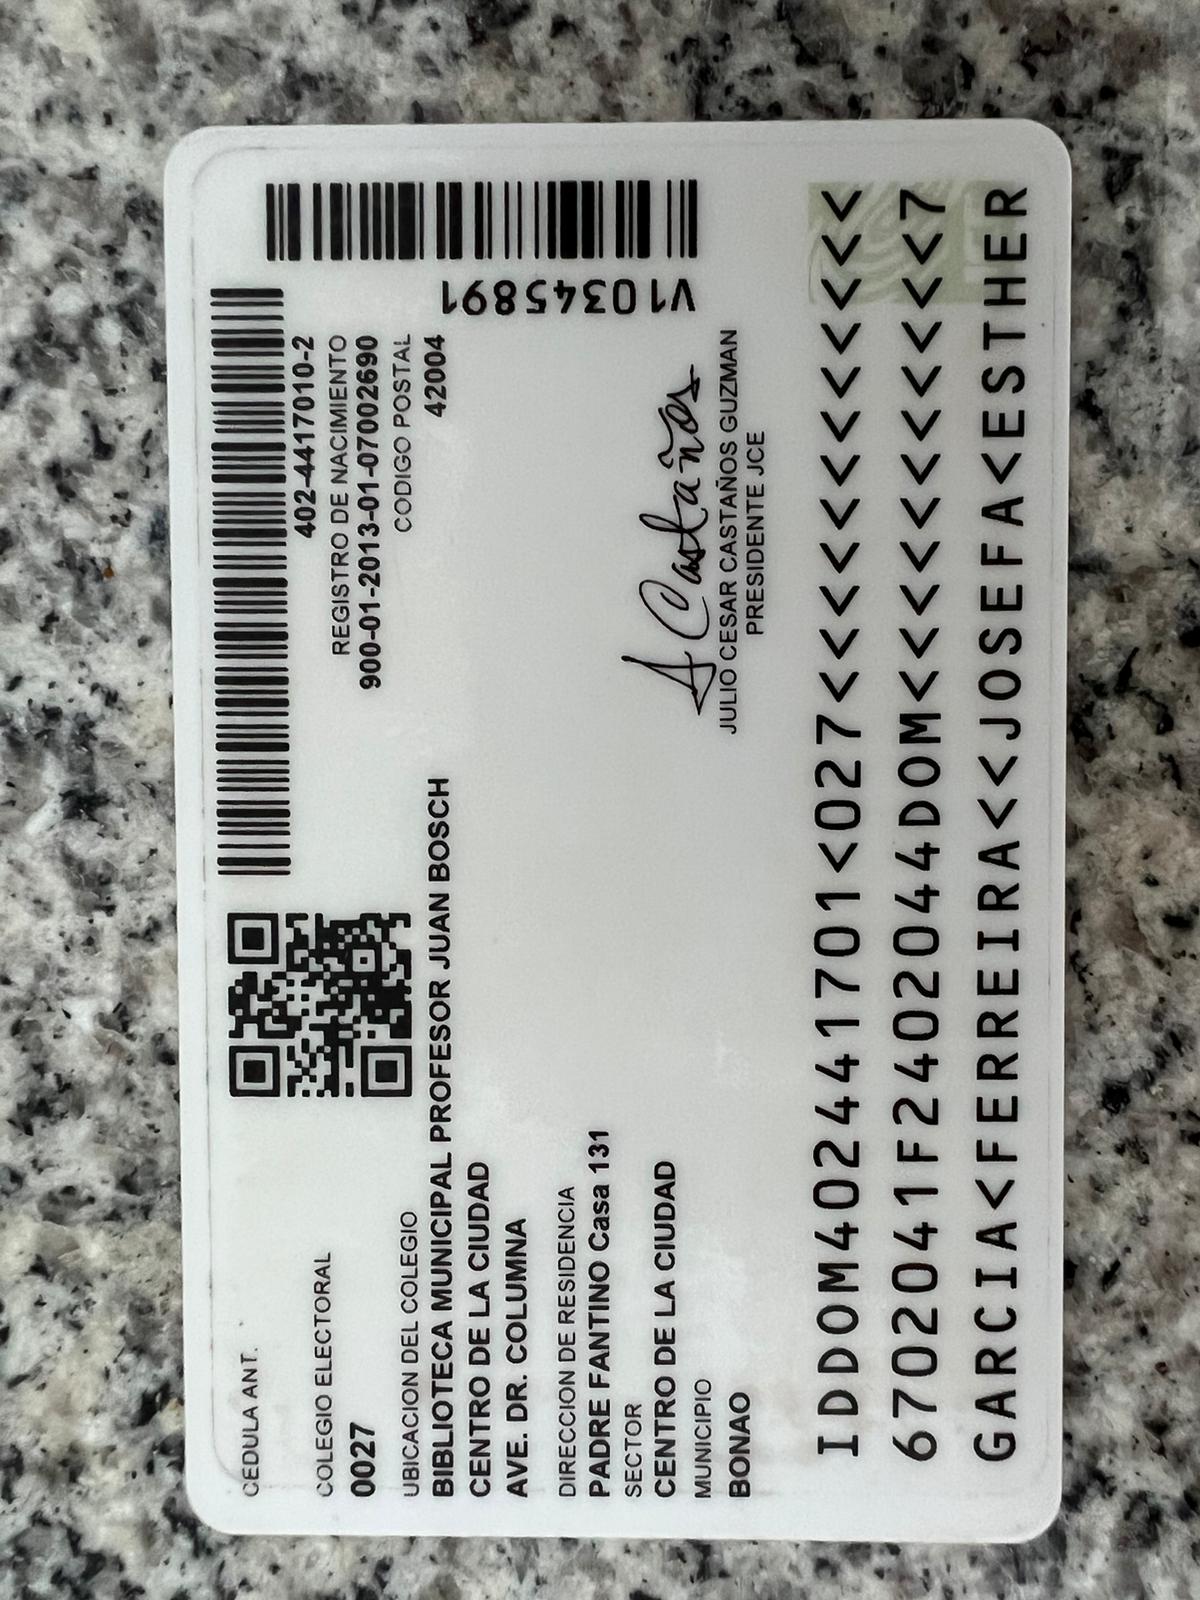 CEDULA ANT.
402-4417010-2
COLEGIO ELECTORAL
REGISTRO DE NACIMIENTO
0027
900-01-2013-01-07002690
UBICACION DEL COLEGIO
CODIGO POSTAL
BIBLIOTECA MUNICIPAL PROFESOR JUAN BOSCH
42004
CENTRO DE LA CIUDAD
AVE. DR. COLUMNA
V10345891
DIRECCION DE RESIDENCIA
PADRE FANTINO Casa 131
SECTOR
CENTRO DE LA CIUDAD
MUNICIPIO
BONAO
A Castaños
JULIO CESAR CASTAÑOS GUZMAN
PRESIDENTE JCE
IDDOM402441701<027<<<<<<<<<<<<
6702041F2402044DOM<<<<<<<<<<<7
GARCIA<FERREIRA<<JOSEFA<ESTHER